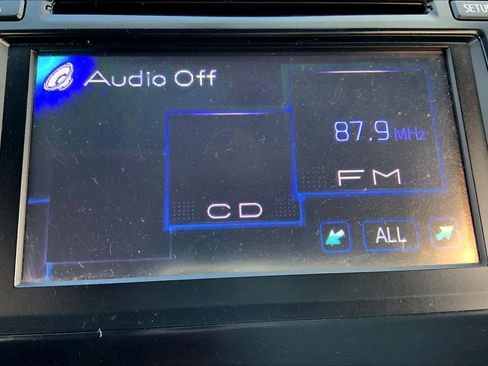 SETUP
Audio Off
87.9 MHz
FM
CD
ALL